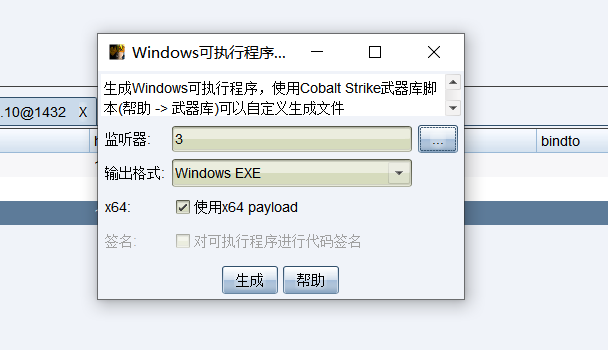 Windows可执行程序...
生成Windows可执行程序，使用Cobalt Strike武器库脚
本(帮助 -> 武器库)可以自定义生成文件
.10@1432 X
bindto
监听器: 3 ...
输出格式: Windows EXE
x64: 使用x64 payload
签名: 对可执行程序进行代码签名
生成 帮助